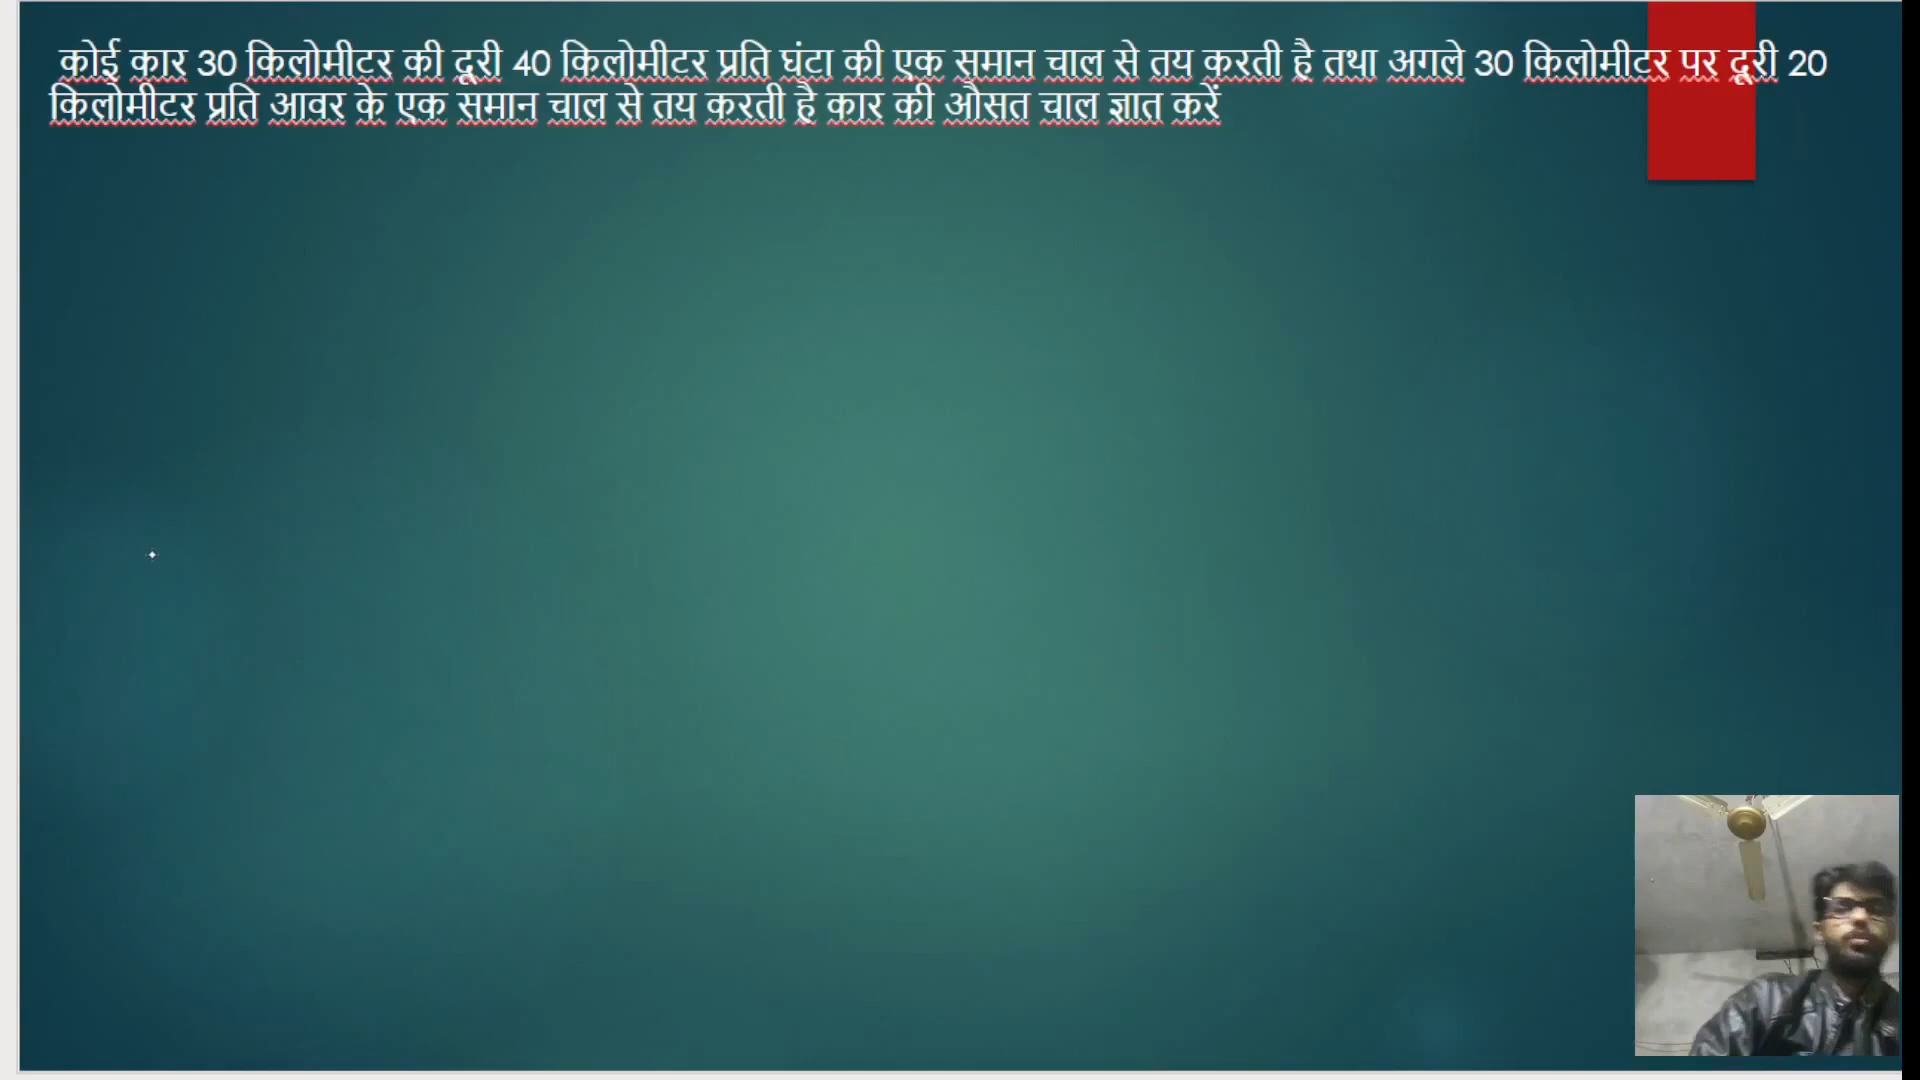 कोई कार 30 किलोमीटर की दूरी 40 किलोमीटर प्रति घंटा की एक समान चाल से तय करती है तथा अगले 30 किलोमीटर पर दूरी 20
किलोमीटर प्रति आवर के एक समान चाल से तय करती है कार की औसत चाल ज्ञात करें